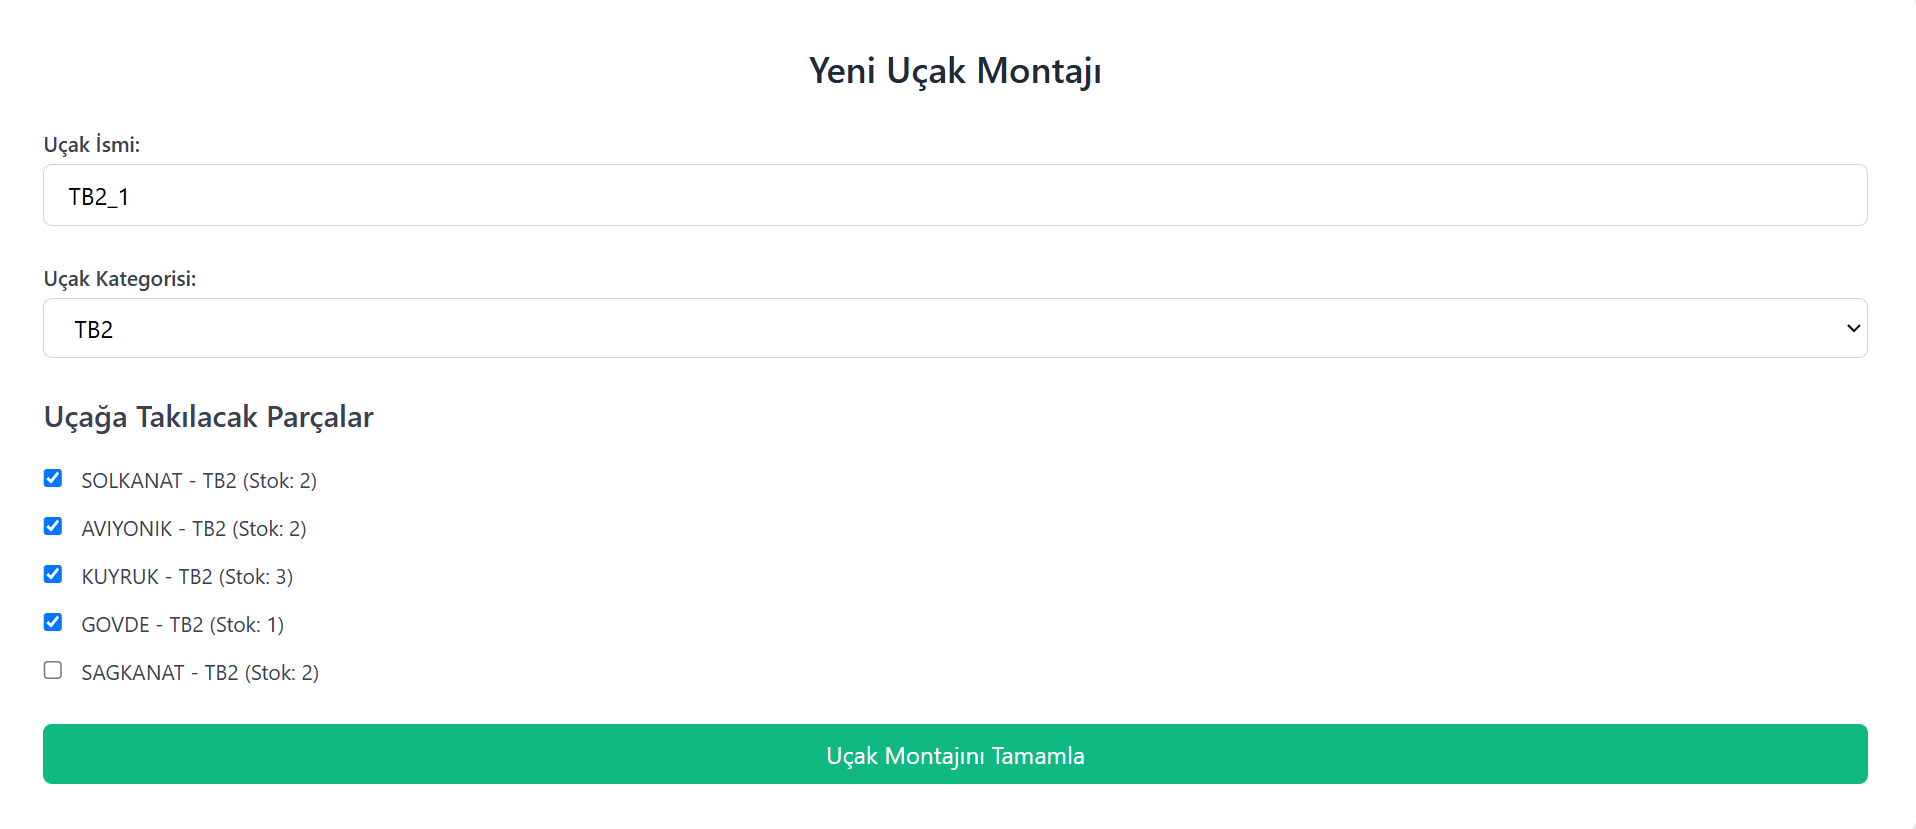 Yeni Uçak Montajı
Uçak İsmi:
TB2_1
Uçak Kategorisi:
TB2
Uçağa Takılacak Parçalar
SOLKANAT - TB2 (Stok: 2)
AVIYONIK - TB2 (Stok: 2)
KUYRUK - TB2 (Stok: 3)
GOVDE - TB2 (Stok: 1)
SAGKANAT - TB2 (Stok: 2)
Uçak Montajını Tamamla